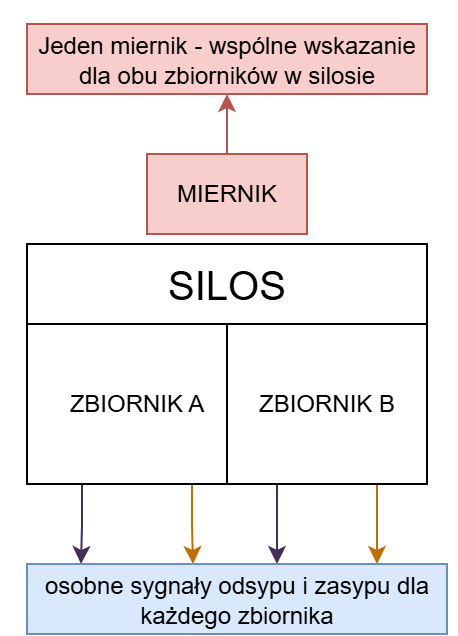 Jeden miernik - wspólne wskazanie
dla obu zbiorników w silosie
MIERNIK
SILOS
ZBIORNIK A
ZBIORNIK B
osobne sygnały odsypu i zasypu dla
każdego zbiornika